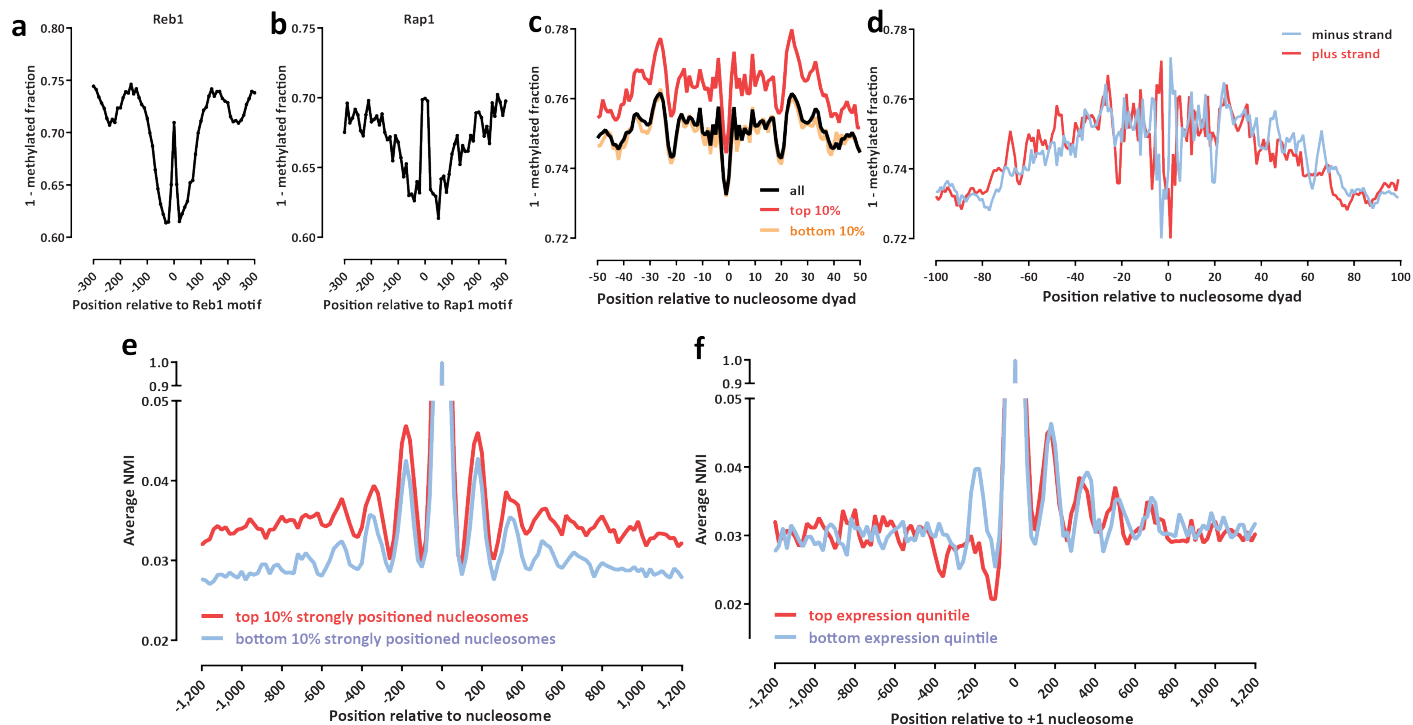 a
Reb1
1 - methylated fraction
0.80
0.75
0.70
0.65
0.60
-300
-200
-100
0
100
200
300
Position relative to Reb1 motif
b
Rap1
1 - methylated fraction
0.75
0.70
0.65
0.60
-300
-200
-100
0
100
200
300
Position relative to Rap1 motif
c
1 - methylated fraction
0.78
0.76
0.74
0.72
all
top 10%
bottom 10%
-50 -40 -30 -20 -10 0 10 20 30 40 50
Position relative to nucleosome dyad
d
1 - methylated fraction
0.78
0.76
0.74
0.72
minus strand
plus strand
-100 -80 -60 -40 -20 0 20 40 60 80 100
Position relative to nucleosome dyad
e
Average NMI
1.0
0.9
0.05
0.04
0.03
0.02
top 10% strongly positioned nucleosomes
bottom 10% strongly positioned nucleosomes
-1,200
-1,000
-800
-600
-400
-200
0
200
400
600
800
1,000
1,200
Position relative to nucleosome
f
Average NMI
1.0
0.9
0.05
0.04
0.03
0.02
top expression qunitile
bottom expression quintile
-1,200
-1,000
-800
-600
-400
-200
0
200
400
600
800
1,000
1,200
Position relative to +1 nucleosome